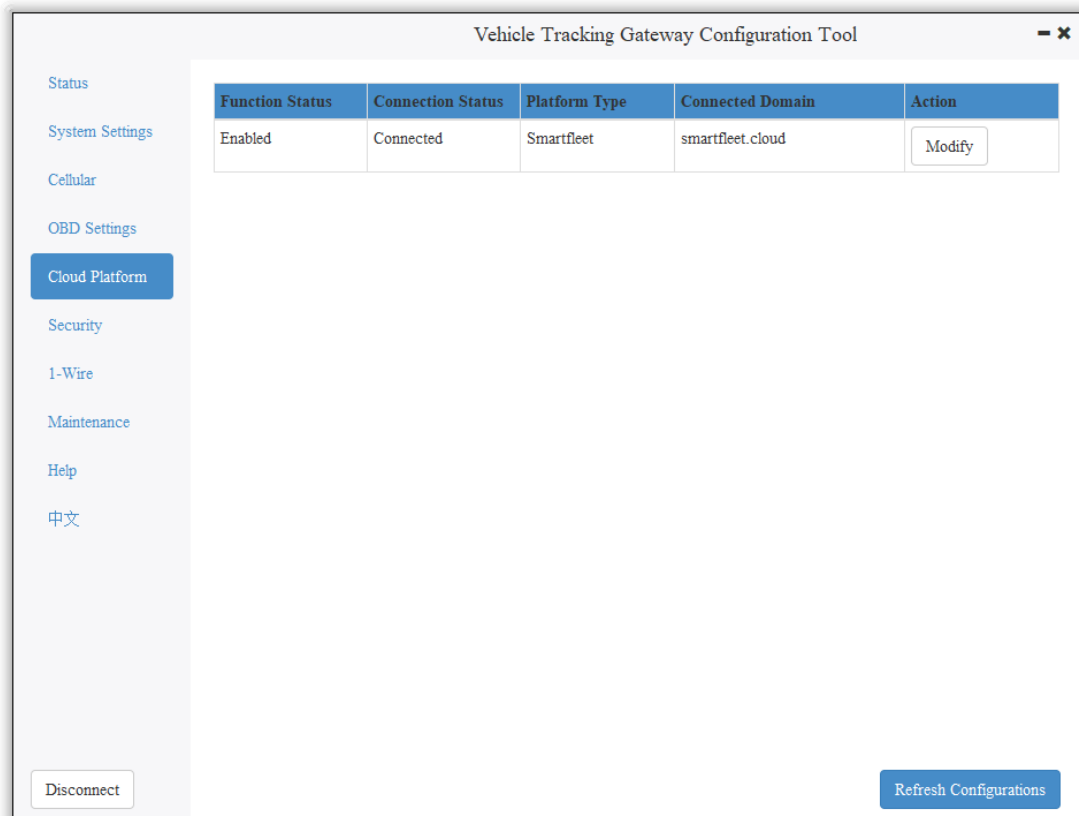 Vehicle Tracking Gateway Configuration Tool
Status
System Settings
Cellular
OBD Settings
Cloud Platform
Security
1-Wire
Maintenance
Help
中文
Function Status Connection Status Platform Type Connected Domain Action
Enabled Connected Smartfleet smartfleet.cloud Modify
Disconnect
Refresh Configurations